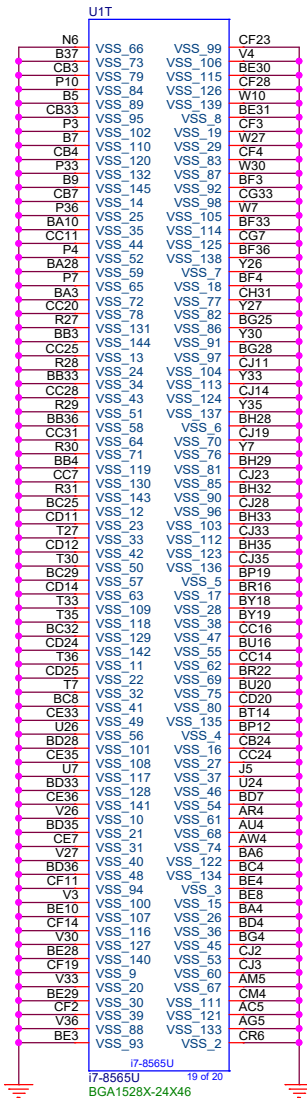 U1T
N6 VSS_66 VSS_99 CF23
B37 VSS_73 VSS_106 V4
CB3 VSS_79 VSS_115 BE30
P10 VSS_84 VSS_126 CF28
B5 VSS_89 VSS_139 W10
CB33 VSS_95 VSS_8 BE31
P3 VSS_102 VSS_19 CF3
B7 VSS_110 VSS_29 W27
CB4 VSS_120 VSS_83 CF4
P33 VSS_132 VSS_87 W30
B9 VSS_145 VSS_92 BF3
CB7 VSS_14 VSS_98 CG33
P36 VSS_25 VSS_105 W7
BA10 VSS_35 VSS_114 BF33
CC11 VSS_44 VSS_125 CG7
P4 VSS_52 VSS_138 BF36
BA28 VSS_59 VSS_7 Y26
P7 VSS_65 VSS_18 BF4
BA3 VSS_72 VSS_77 CH31
CC20 VSS_78 VSS_82 Y27
R27 VSS_131 VSS_86 BG25
BB3 VSS_144 VSS_91 Y30
CC25 VSS_13 VSS_97 BG28
R28 VSS_24 VSS_104 CJ11
BB33 VSS_34 VSS_113 Y33
CC28 VSS_43 VSS_124 CJ14
R29 VSS_51 VSS_137 Y35
BB36 VSS_58 VSS_6 BH28
CC31 VSS_64 VSS_70 CJ19
R30 VSS_71 VSS_76 Y7
BB4 VSS_119 VSS_81 BH29
CC7 VSS_130 VSS_85 CJ23
R31 VSS_143 VSS_90 BH32
BC25 VSS_12 VSS_96 CJ28
CD11 VSS_23 VSS_103 BH33
T27 VSS_33 VSS_112 CJ33
CD12 VSS_42 VSS_123 BH35
T30 VSS_50 VSS_136 CJ35
BC29 VSS_57 VSS_5 BP19
CD14 VSS_63 VSS_17 BR16
T33 VSS_109 VSS_28 BY18
T35 VSS_118 VSS_38 BY19
BC32 VSS_129 VSS_47 CC16
CD24 VSS_142 VSS_55 BU16
T36 VSS_11 VSS_62 CC14
CD25 VSS_22 VSS_69 BR22
T7 VSS_32 VSS_75 BU20
BC8 VSS_41 VSS_80 CD20
CE33 VSS_49 VSS_135 BT14
U26 VSS_56 VSS_4 BP12
BD28 VSS_101 VSS_16 CB24
CE35 VSS_108 VSS_27 CC24
U7 VSS_117 VSS_37 J5
BD33 VSS_128 VSS_46 U24
CE36 VSS_141 VSS_54 BD7
V26 VSS_10 VSS_61 AR4
BD35 VSS_21 VSS_68 AU4
CE7 VSS_31 VSS_74 AW4
V27 VSS_40 VSS_122 BA6
BD36 VSS_48 VSS_134 BC4
CF11 VSS_94 VSS_3 BE4
V3 VSS_100 VSS_15 BE8
BE10 VSS_107 VSS_26 BA4
CF14 VSS_116 VSS_36 BD4
V30 VSS_127 VSS_45 BG4
BE28 VSS_140 VSS_53 CJ2
CF19 VSS_9 VSS_60 CJ3
V33 VSS_20 VSS_67 AM5
BE29 VSS_30 VSS_111 CM4
CF2 VSS_39 VSS_121 AC5
V36 VSS_88 VSS_133 AG5
BE3 VSS_93 VSS_2 CR6
i7-8565U
i7-8565U 19 of 20
BGA1528X-24X46